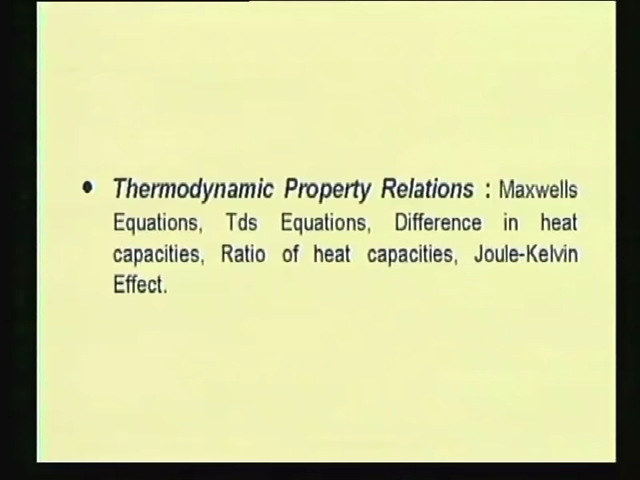 • Thermodynamic Property Relations : Maxwells
Equations, Tds Equations, Difference in heat
capacities, Ratio of heat capacities, Joule-Kelvin
Effect.